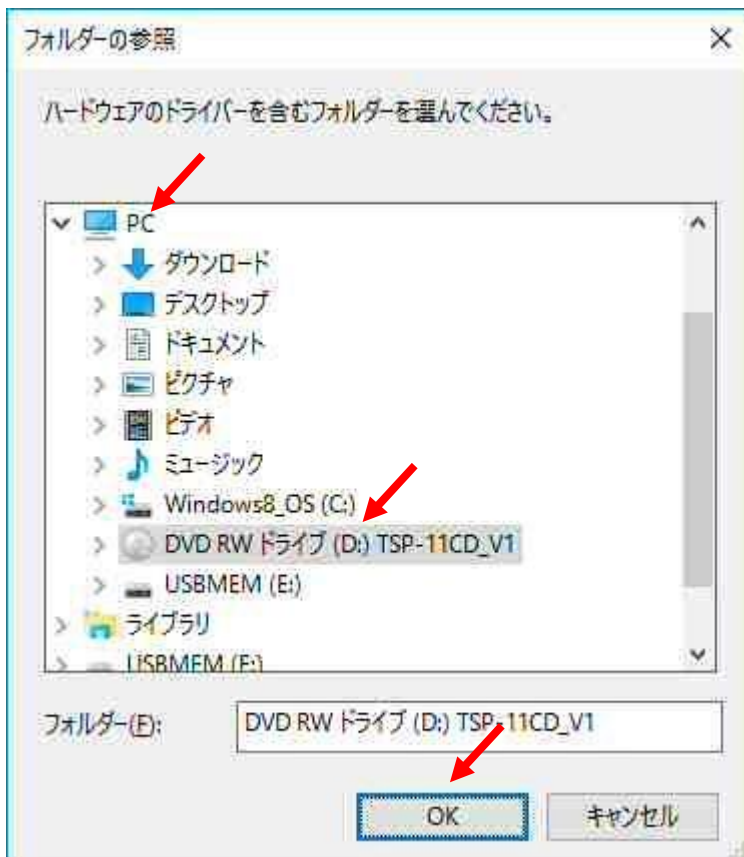 フォルダーの参照
ハードウェアのドライバーを含むフォルダーを選んでください。
PC
ダウンロード
デスクトップ
ドキュメント
ピクチャ
ビデオ
ミュージック
Windows8_OS (C:)
DVD RW ドライブ (D:) TSP-11CD_V1
USBMEM (E:)
ライブラリ
USBMEM (E:)
フォルダー(F): DVD RW ドライブ (D:) TSP-11CD_V1
OK キャンセル